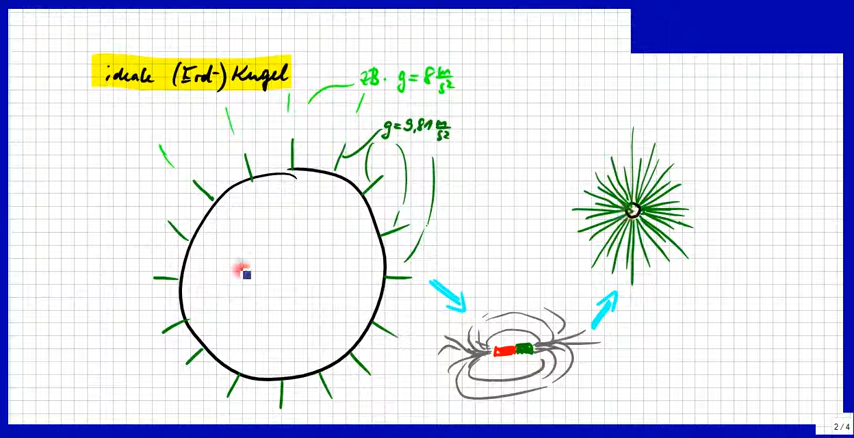 ideale (Erd-) Kugel
zB. g = 8 m/s²
g = 9,81 m/s²
2/4